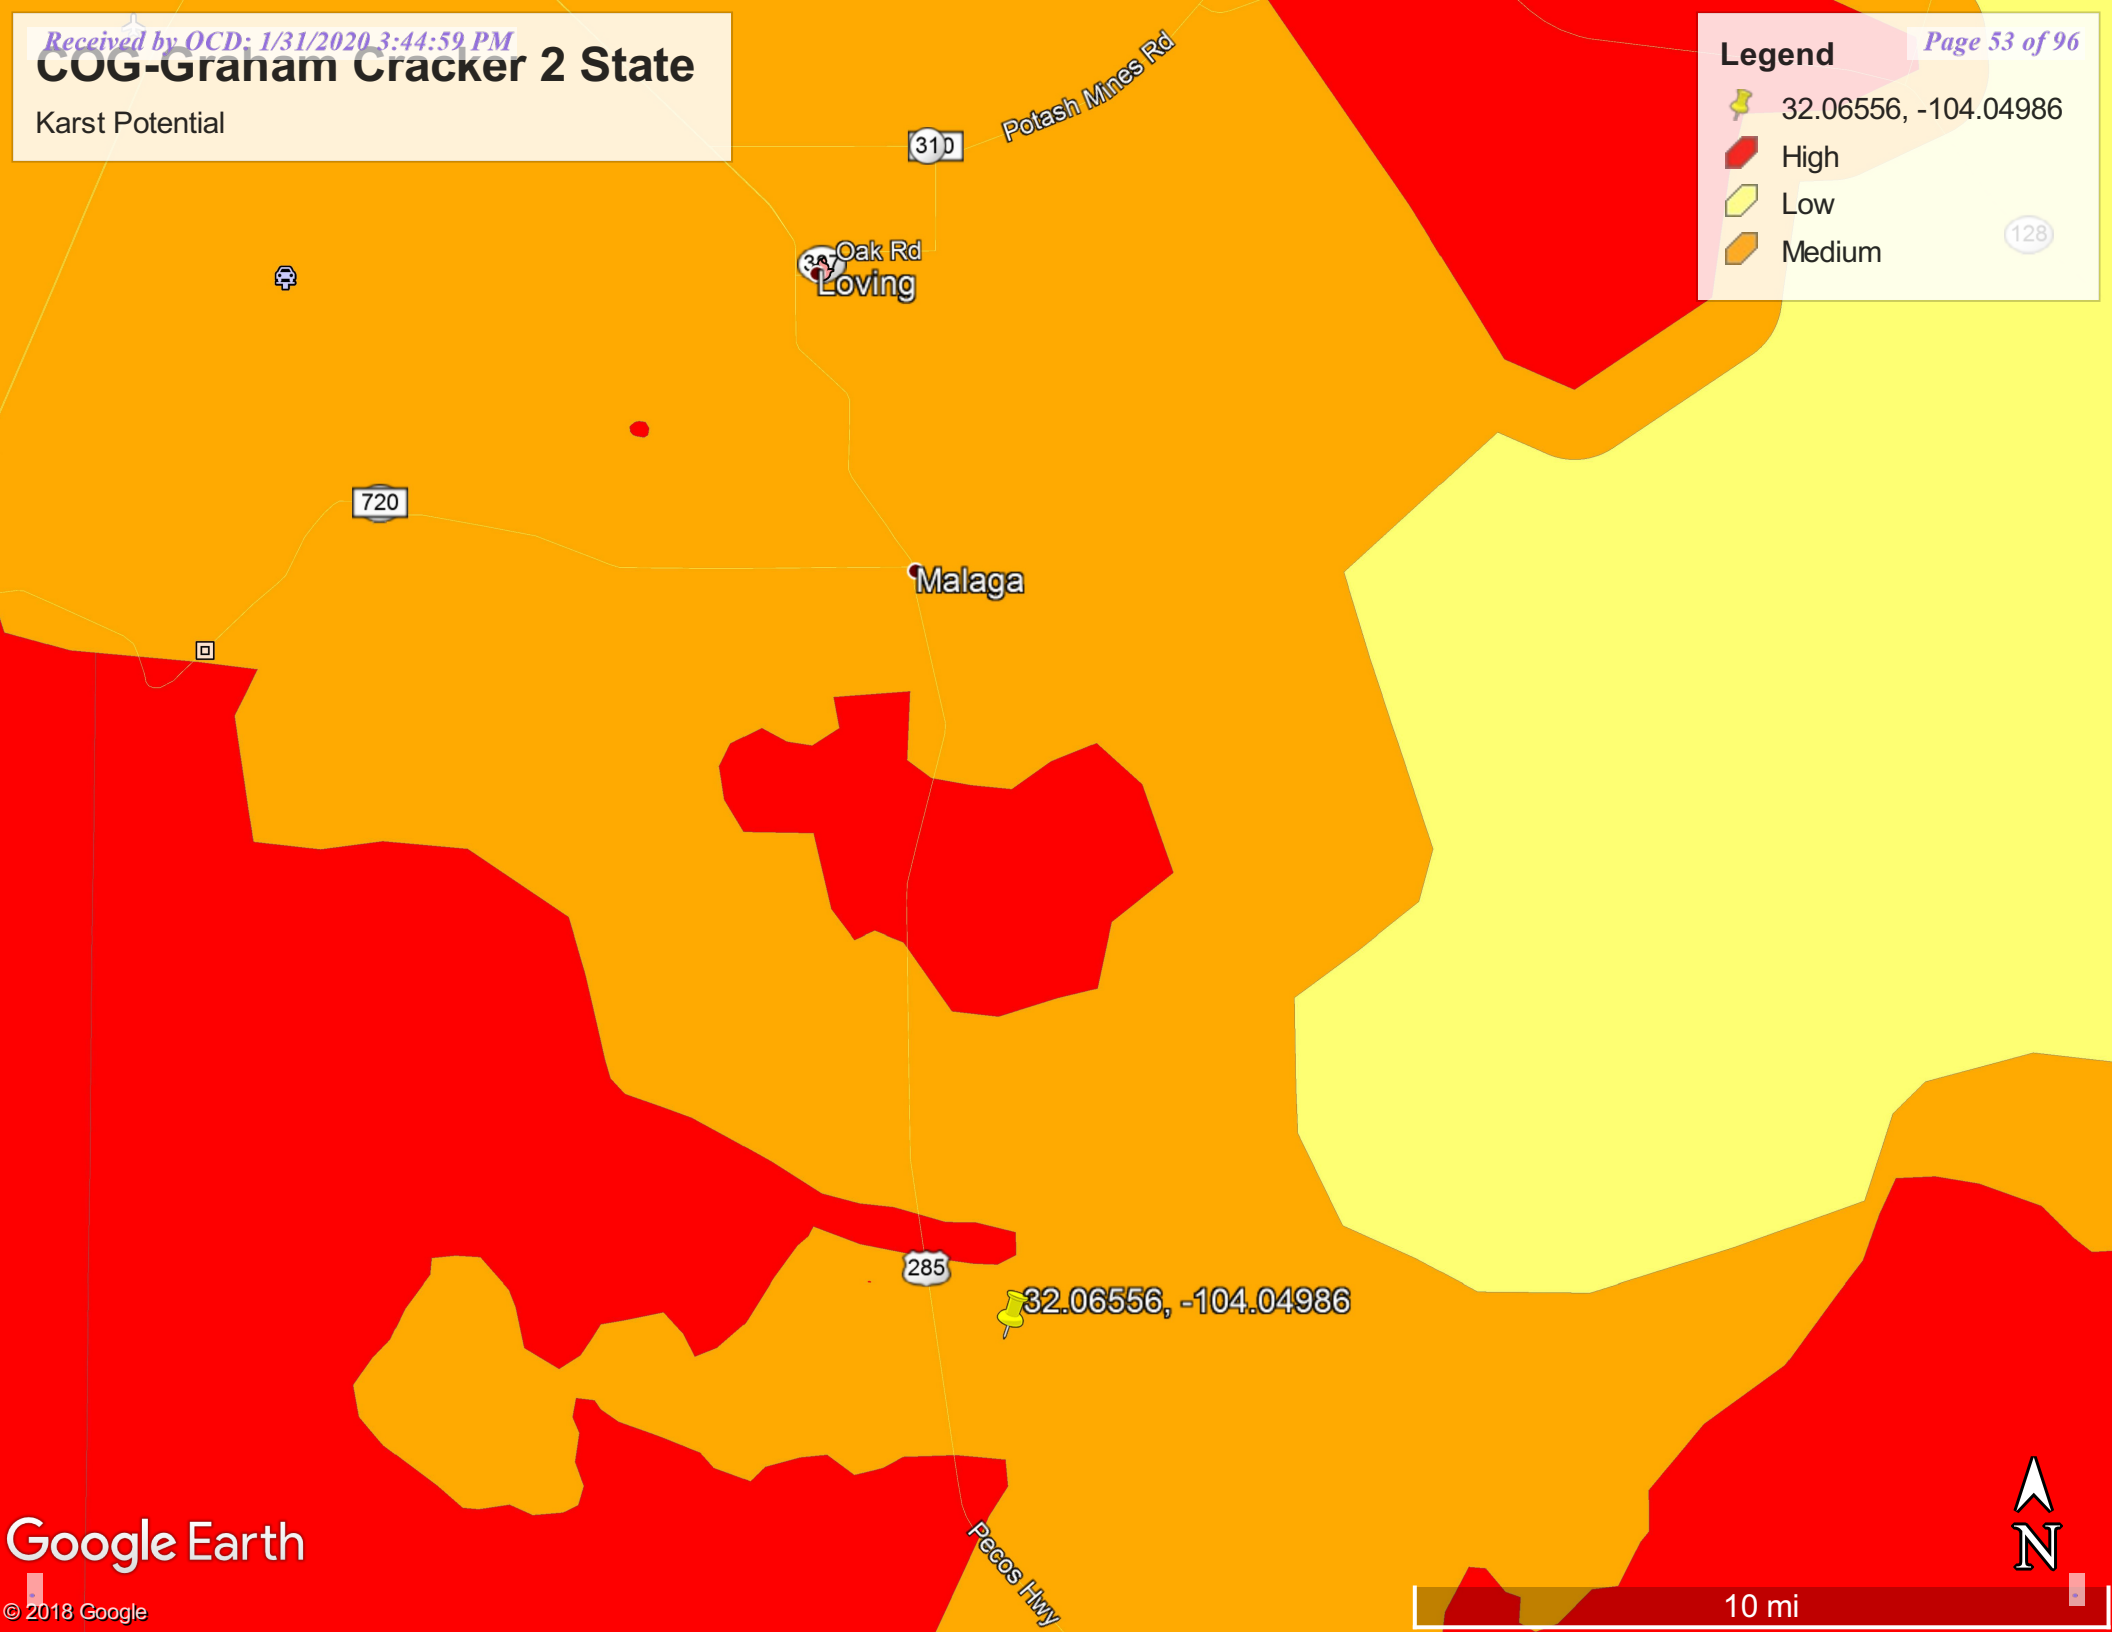 Received by OCD: 1/31/2020 3:44:59 PM
Page 53 of 96
COG-Graham Cracker 2 State
Karst Potential
Legend
32.06556, -104.04986
High
Low
Medium
128
Potash Mines Rd
310
Oak Rd
Loving
720
Malaga
285
32.06556, -104.04986
Pecos Hwy
Google Earth
N
© 2018 Google
10 mi